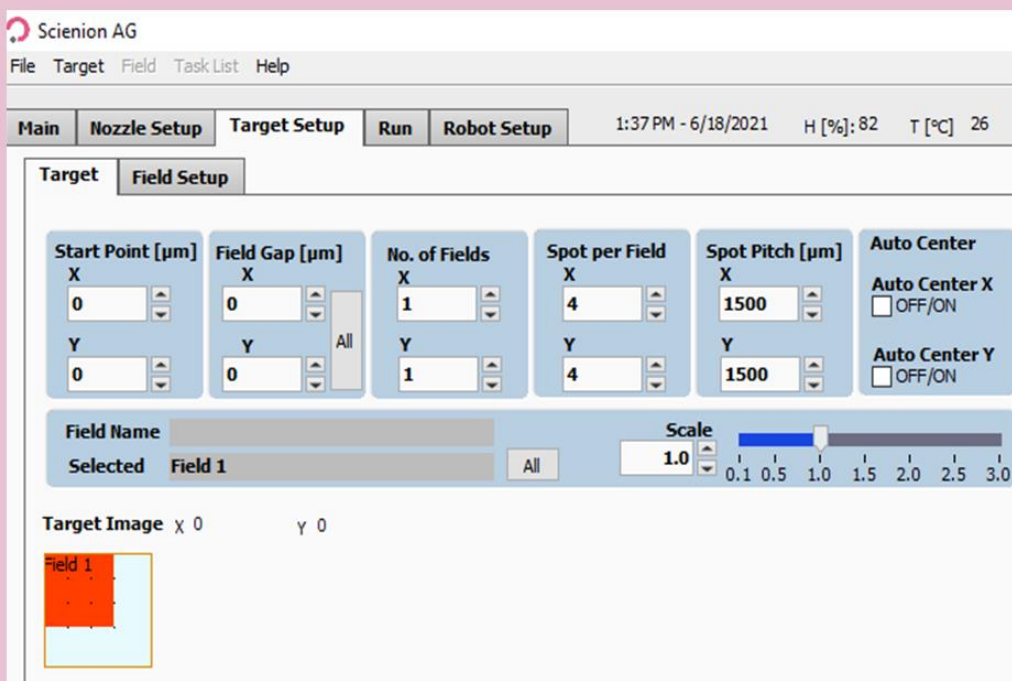 Scienion AG
File Target Field Task List Help
Main Nozzle Setup Target Setup Run Robot Setup 1:37 PM - 6/18/2021 H [%]: 82 T [°C] 26
Target Field Setup
Start Point [µm] Field Gap [µm] No. of Fields Spot per Field Spot Pitch [µm] Auto Center
X X X X X Auto Center X
0 0 1 4 1500 OFF/ON
Y Y All Y Y Y Auto Center Y
0 0 1 4 1500 OFF/ON
Field Name Scale
Selected Field 1 All 1.0
0.1 0.5 1.0 1.5 2.0 2.5 3.0
Target Image X 0 Y 0
Field 1